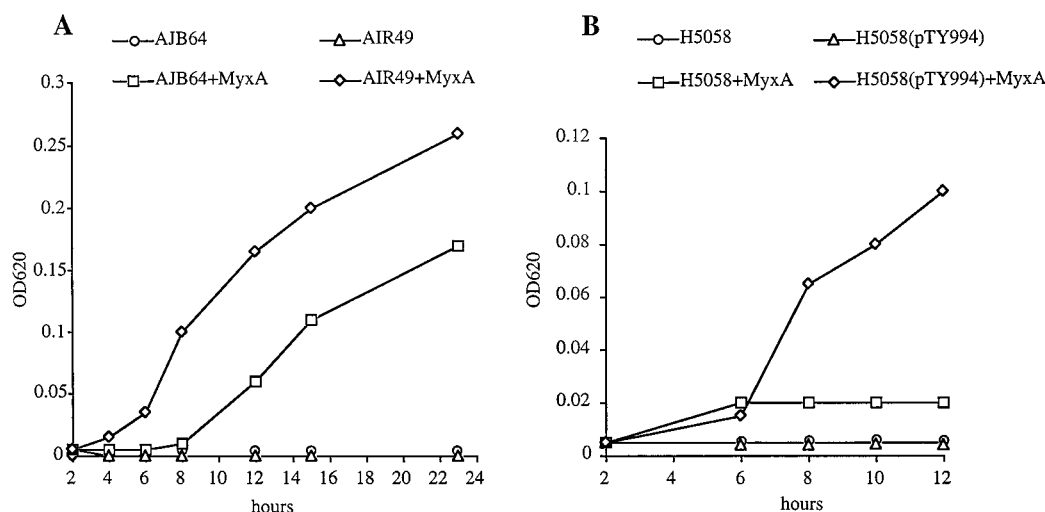 A
AJB64
AIR49
AJB64+MyxA
AIR49+MyxA
0.3
0.25
0.2
0.15
0.1
0.05
0
OD620
2 4 6 8 10 12 14 16 18 20 22 24
hours
B
H5058
H5058(pTY994)
H5058+MyxA
H5058(pTY994)+MyxA
0.12
0.1
0.08
0.06
0.04
0.02
0
OD620
2 4 6 8 10 12
hours